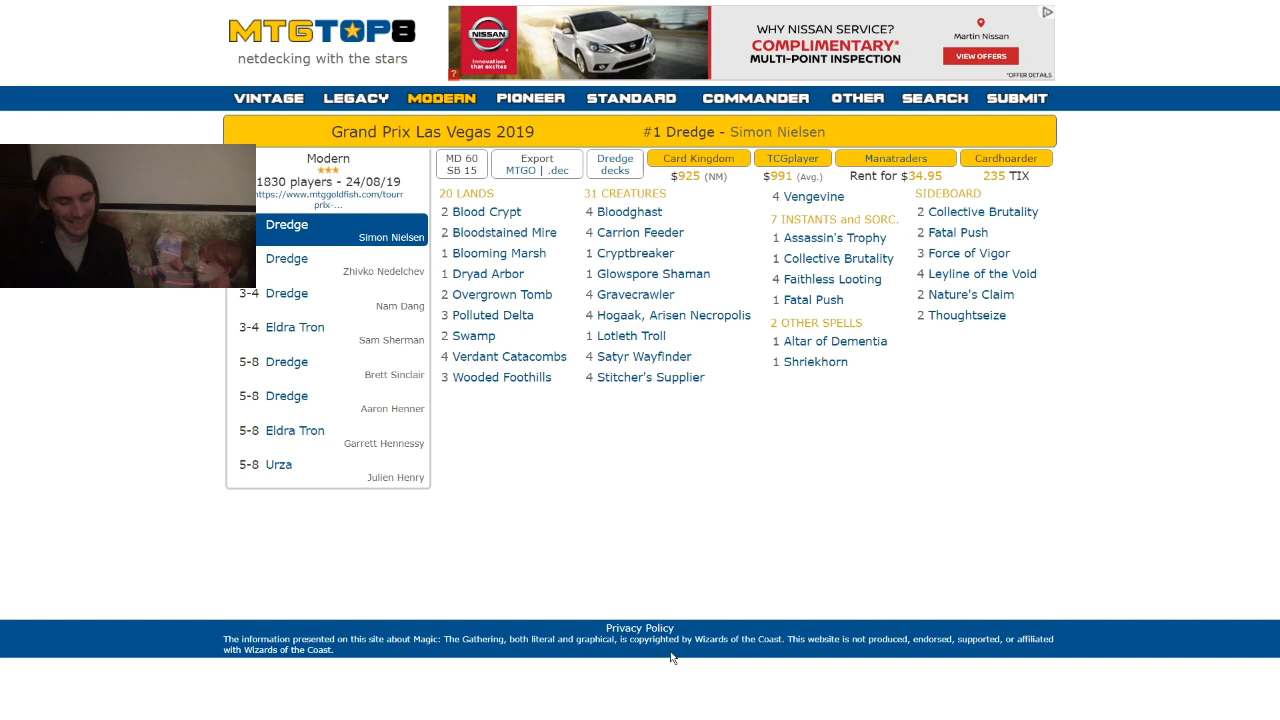 MTGTOP8
netdecking with the stars
NISSAN
Innovation that excites
WHY NISSAN SERVICE?
COMPLIMENTARY*
MULTI-POINT INSPECTION
Martin Nissan
VIEW OFFERS
*OFFER DETAILS
VINTAGE LEGACY MODERN PIONEER STANDARD COMMANDER OTHER SEARCH SUBMIT
Grand Prix Las Vegas 2019 #1 Dredge - Simon Nielsen
Modern
1830 players - 24/08/19
https://www.mtggoldfish.com/tourr
prix-...
Dredge
Simon Nielsen
Dredge
Zhivko Nedelchev
3-4 Dredge
Nam Dang
3-4 Eldra Tron
Sam Sherman
5-8 Dredge
Brett Sinclair
5-8 Dredge
Aaron Henner
5-8 Eldra Tron
Garrett Hennessy
5-8 Urza
Julien Henry
MD 60
SB 15
Export
MTGO | .dec
Dredge
decks
Card Kingdom
$925 (NM)
TCGplayer
$991 (Avg.)
Manatraders
Rent for $34.95
Cardhoarder
235 TIX
20 LANDS
2 Blood Crypt
2 Bloodstained Mire
1 Blooming Marsh
1 Dryad Arbor
2 Overgrown Tomb
3 Polluted Delta
2 Swamp
4 Verdant Catacombs
3 Wooded Foothills
31 CREATURES
4 Bloodghast
4 Carrion Feeder
1 Cryptbreaker
1 Glowspore Shaman
4 Gravecrawler
4 Hogaak, Arisen Necropolis
1 Lotleth Troll
4 Satyr Wayfinder
4 Stitcher's Supplier
4 Vengevine
7 INSTANTS and SORC.
1 Assassin's Trophy
1 Collective Brutality
4 Faithless Looting
1 Fatal Push
2 OTHER SPELLS
1 Altar of Dementia
1 Shriekhorn
SIDEBOARD
2 Collective Brutality
2 Fatal Push
3 Force of Vigor
4 Leyline of the Void
2 Nature's Claim
2 Thoughtseize
Privacy Policy
The information presented on this site about Magic: The Gathering, both literal and graphical, is copyrighted by Wizards of the Coast. This website is not produced, endorsed, supported, or affiliated
with Wizards of the Coast.